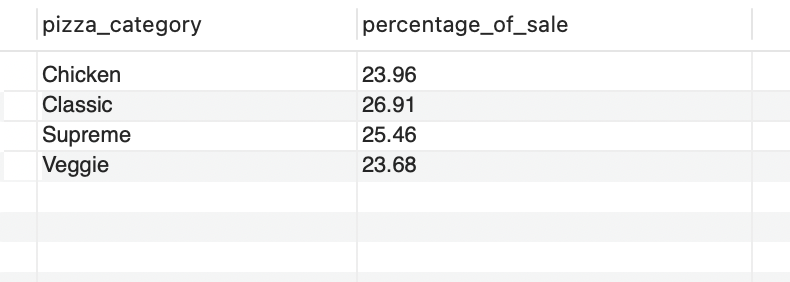 pizza_category percentage_of_sale
Chicken 23.96
Classic 26.91
Supreme 25.46
Veggie 23.68